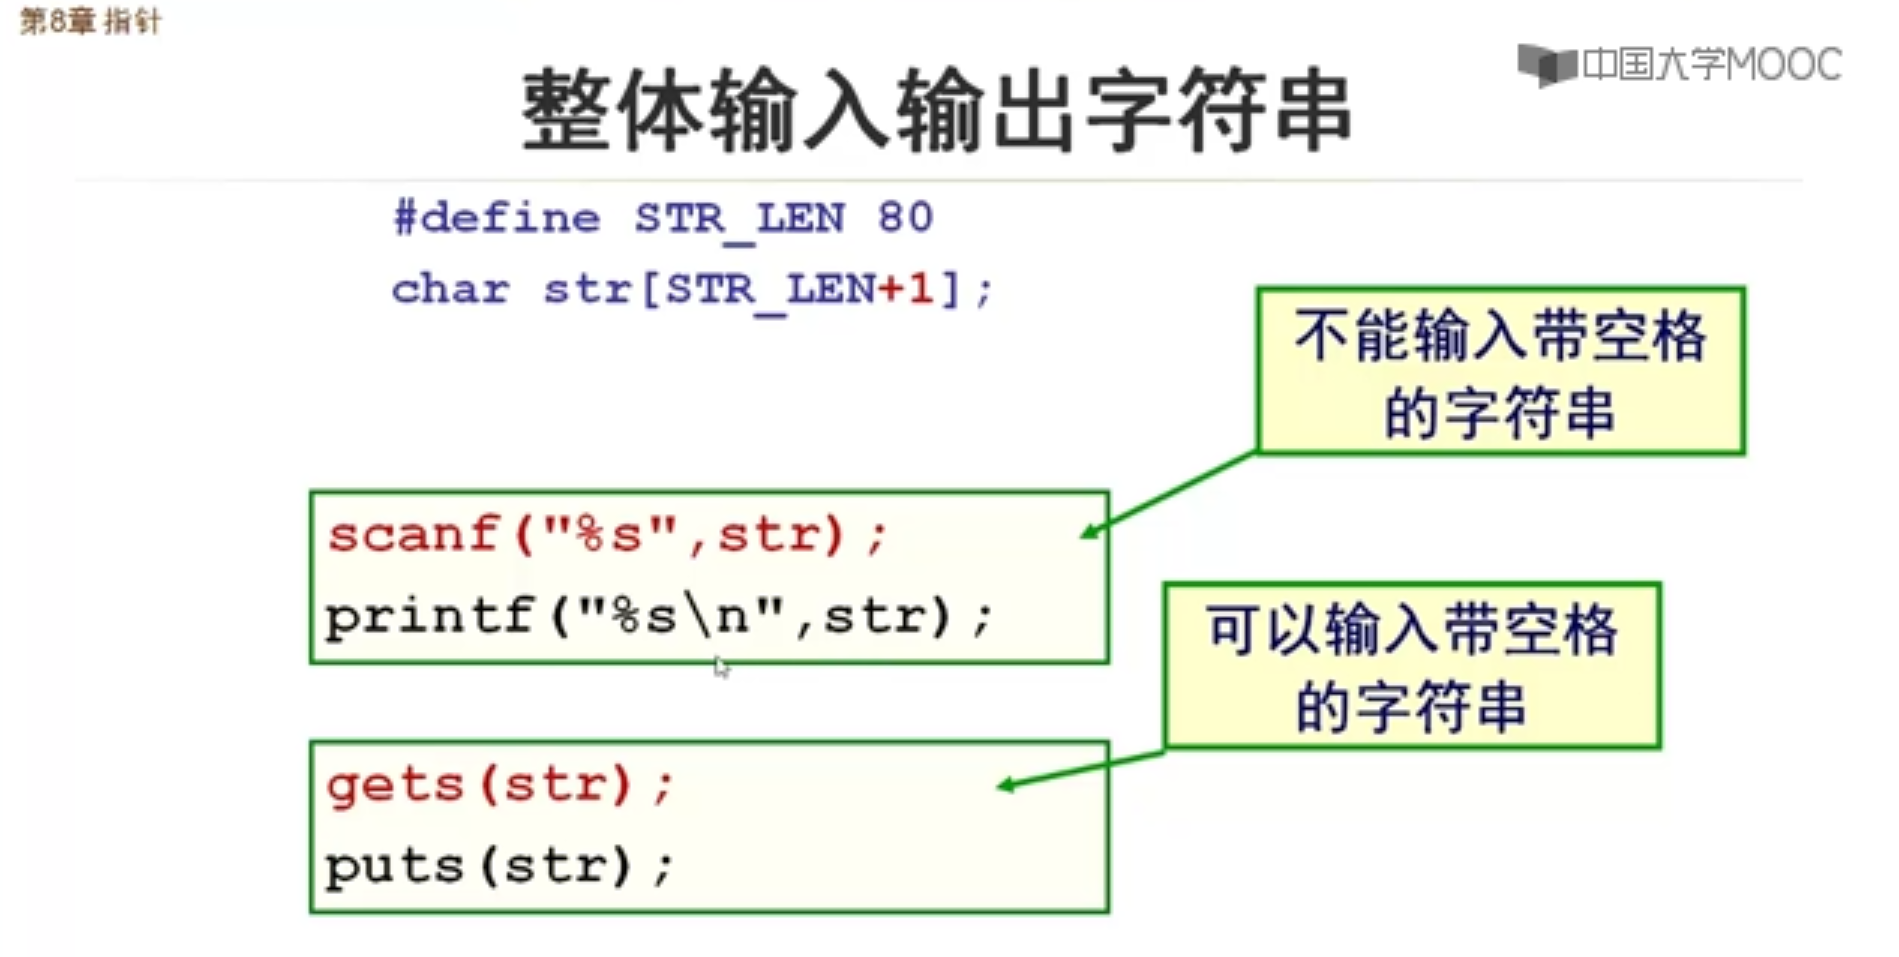 第8章 指针
中国大学MOOC
整体输入输出字符串
#define STR_LEN 80
char str[STR_LEN+1];
不能输入带空格
的字符串
scanf("%s",str);
printf("%s\n",str);
可以输入带空格
的字符串
gets(str);
puts(str);